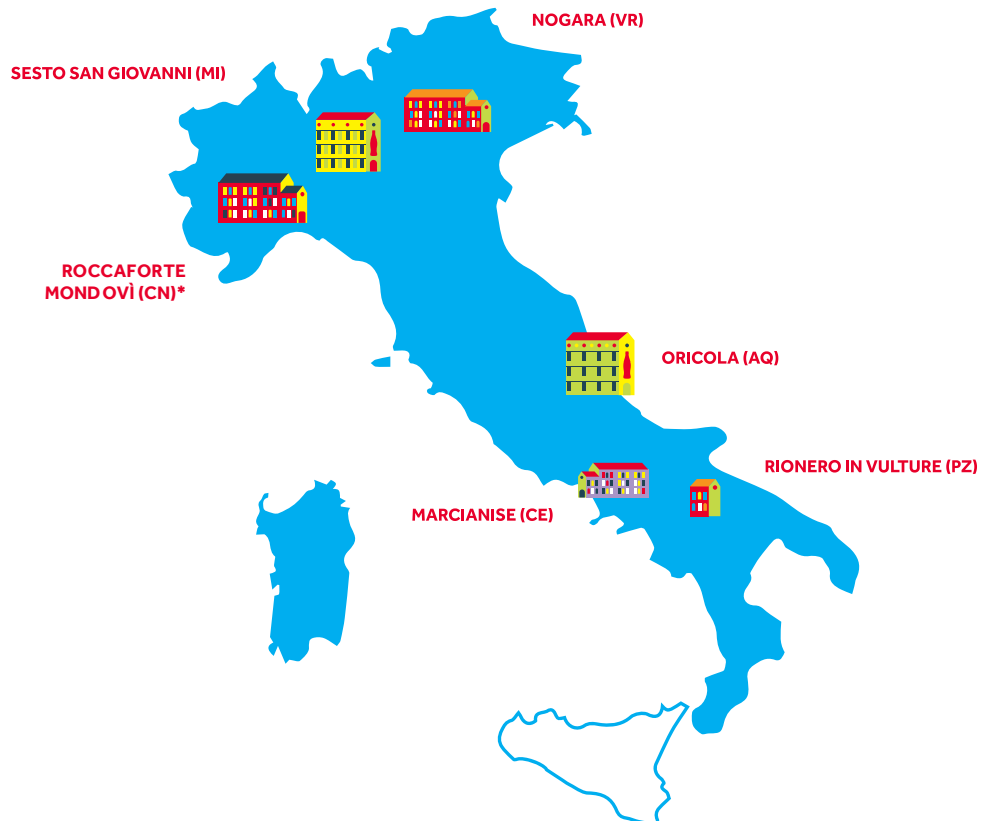 NOGARA (VR)
SESTO SAN GIOVANNI (MI)
ROCCAFORTE
MONDOVÌ (CN)*
ORICOLA (AQ)
RIONERO IN VULTURE (PZ)
MARCIANISE (CE)